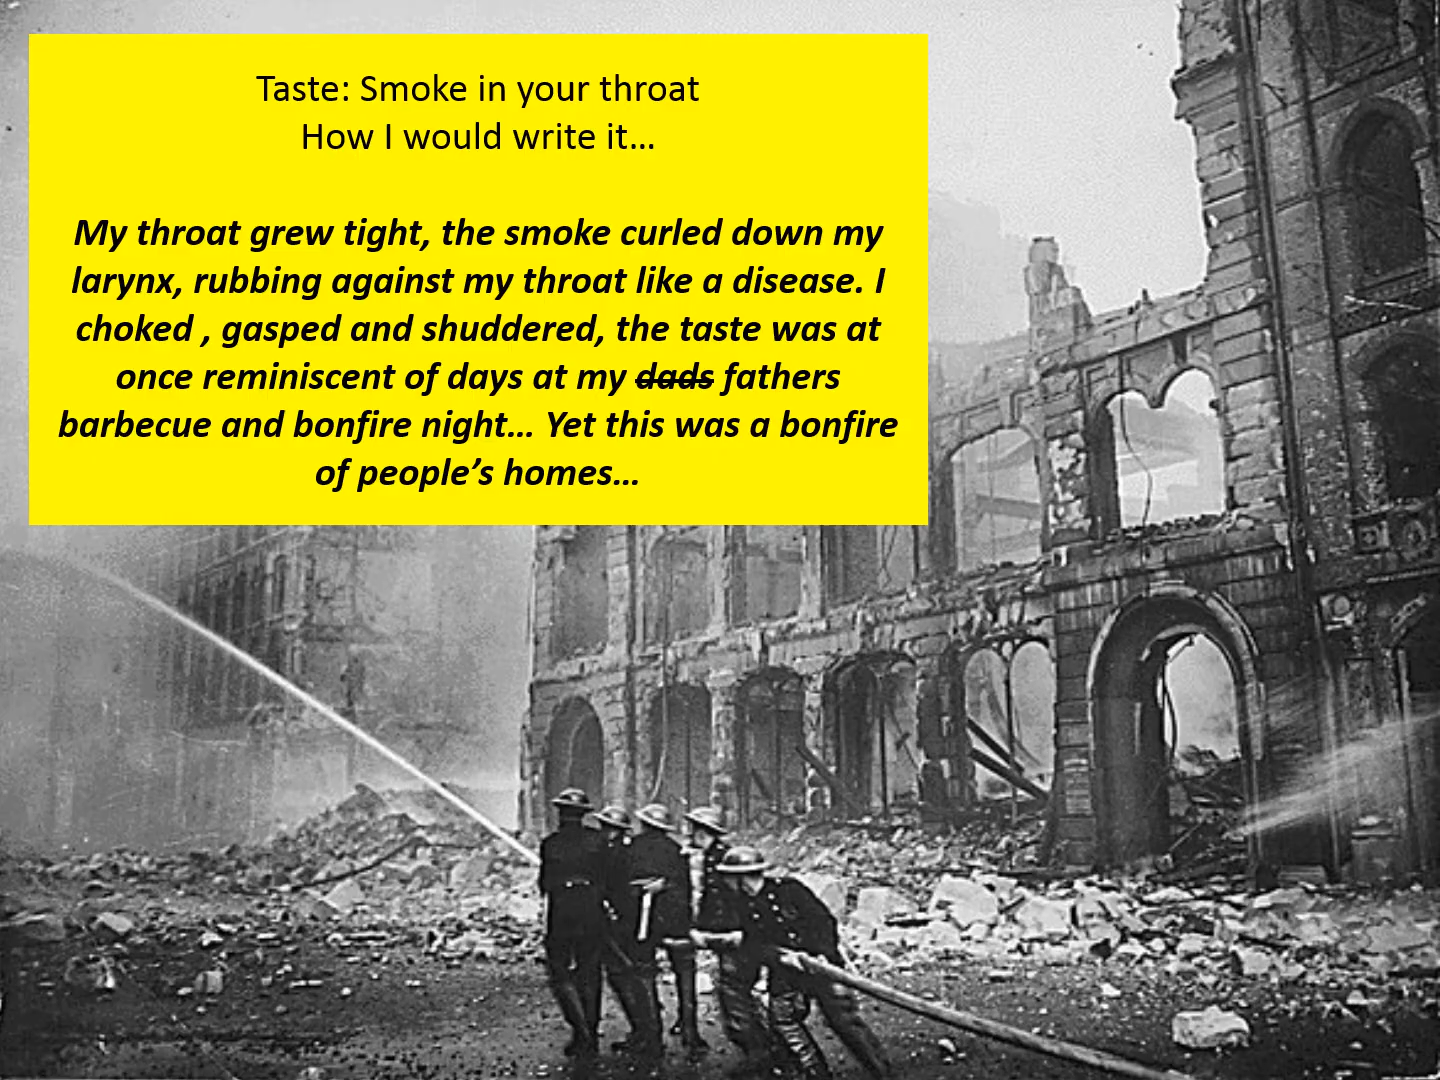 Taste: Smoke in your throat
How I would write it…
My throat grew tight, the smoke curled down my
larynx, rubbing against my throat like a disease. I
choked , gasped and shuddered, the taste was at
once reminiscent of days at my dads fathers
barbecue and bonfire night… Yet this was a bonfire
of people’s homes…